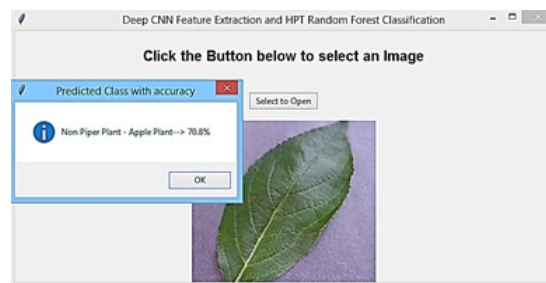 Deep CNN Feature Extraction and HPT Random Forest Classification
Click the Button below to select an Image
Predicted Class with accuracy
Select to Open
Non Piper Plant - Apple Plant--> 70.8%
OK